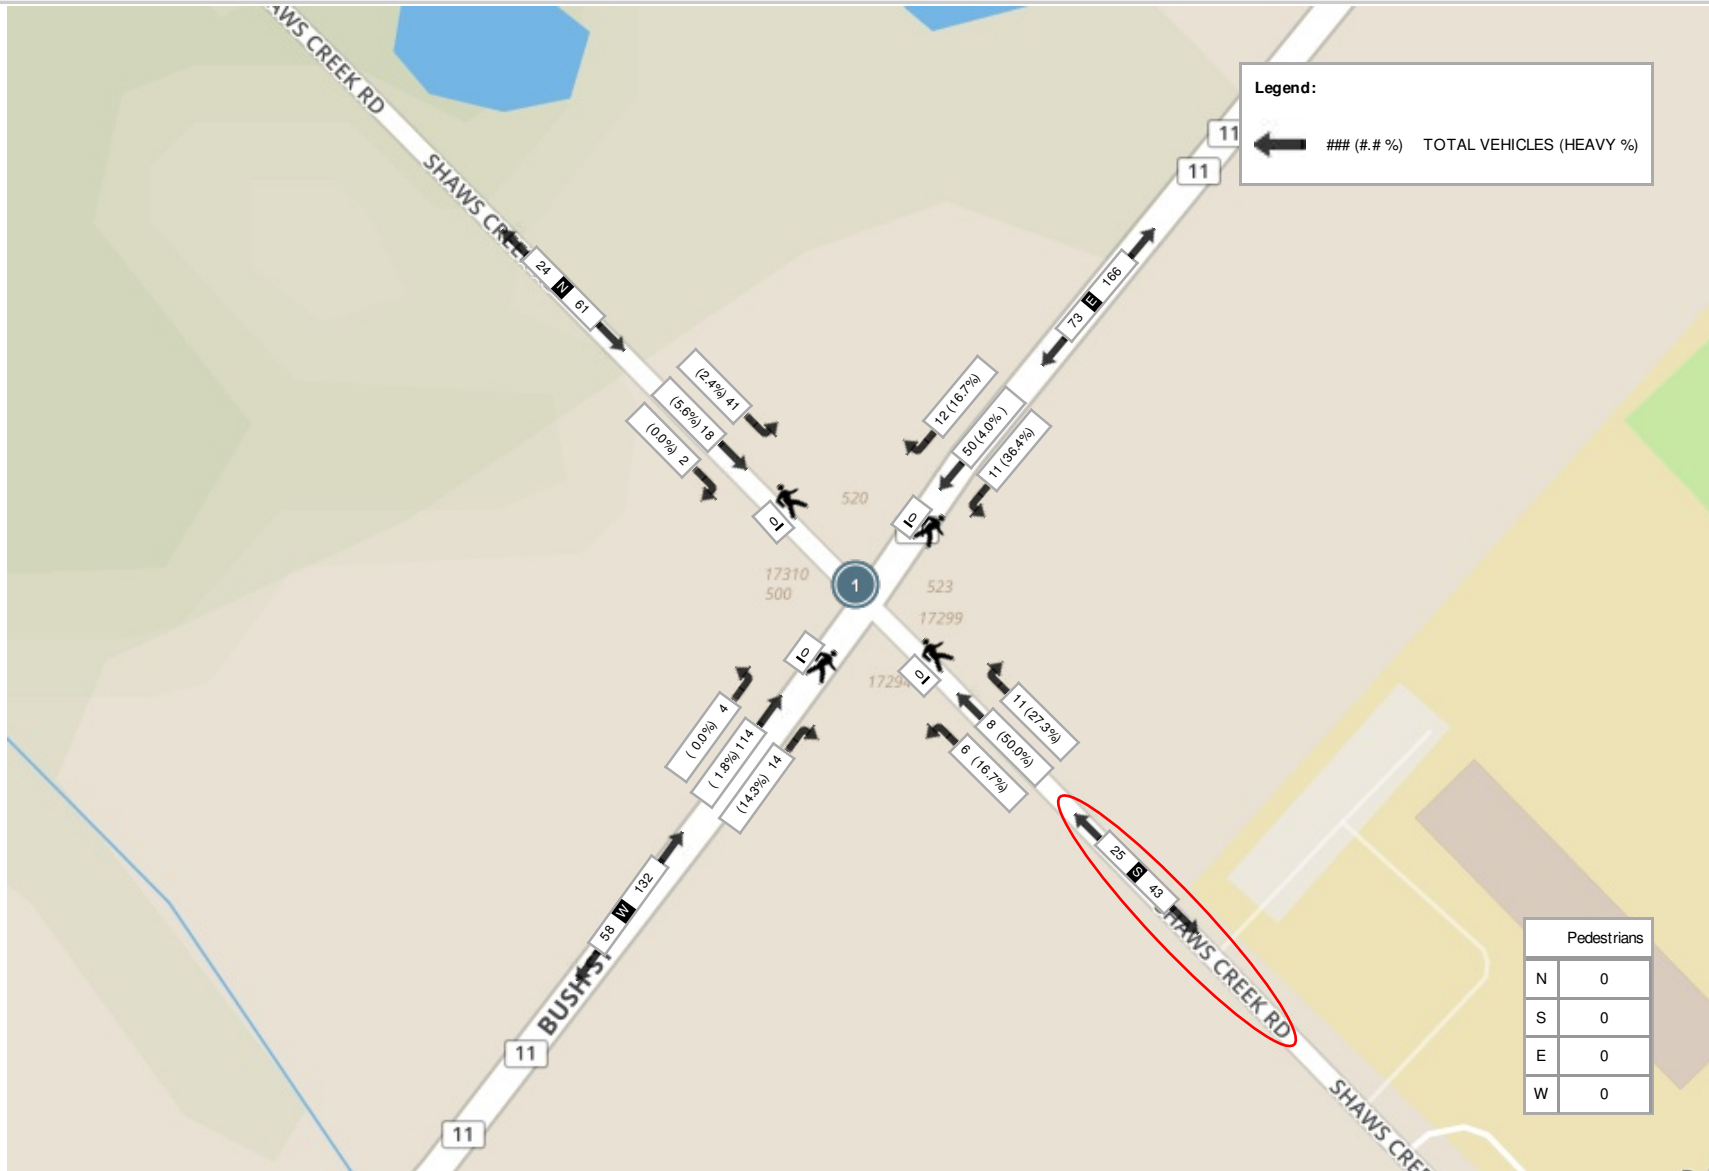 AWS CREEK RD
SHAWS CREE
11
11
Legend:
### (#.# %) TOTAL VEHICLES (HEAVY %)
24 N 61
73 E 166
(2.4%) 41
(5.6%) 18
(0.0%) 2
12 (16.7%)
50 (4.0% )
11 (36.4%)
0
0
520
1
17310
500
523
17299
17294
0
0
( 0.0%) 4
( 1.8%) 114
(14.3%) 14
11 (27.3%)
8 (50.0%)
6 (16.7%)
58 W 132
25 S 43
BUSH ST
SHAWS CREEK RD
11
11
SHAWS CREE
Pedestrians
N 0
S 0
E 0
W 0